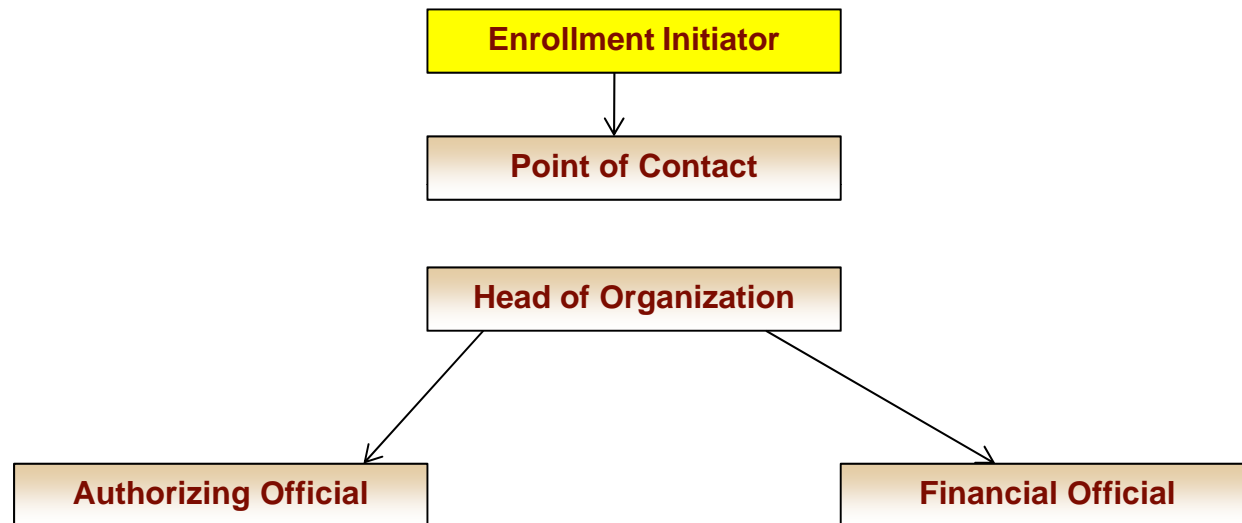 Enrollment Initiator
Point of Contact
Head of Organization
Authorizing Official
Financial Official